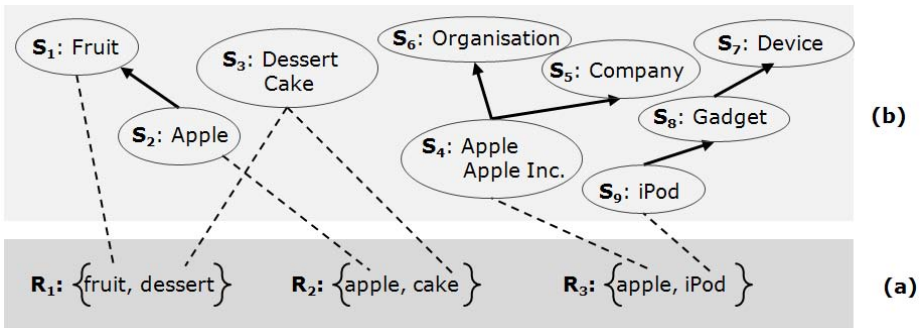 S₁: Fruit
S₂: Apple
S₃: Dessert
Cake
S₆: Organisation
S₅: Company
S₇: Device
S₈: Gadget
S₄: Apple
Apple Inc.
S₉: iPod
(b)
R₁: {fruit, dessert}
R₂: {apple, cake}
R₃: {apple, iPod}
(a)